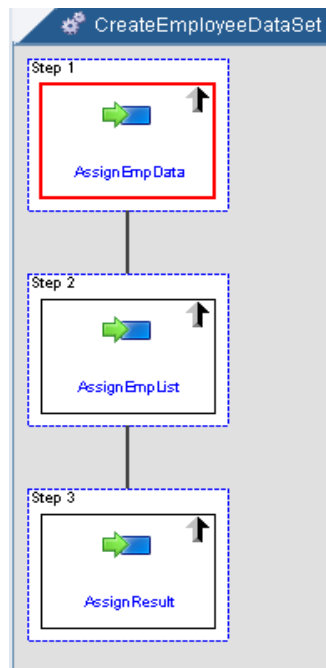 CreateEmployeeDataSet
Step 1
AssignEmpData
Step 2
AssignEmpList
Step 3
AssignResult